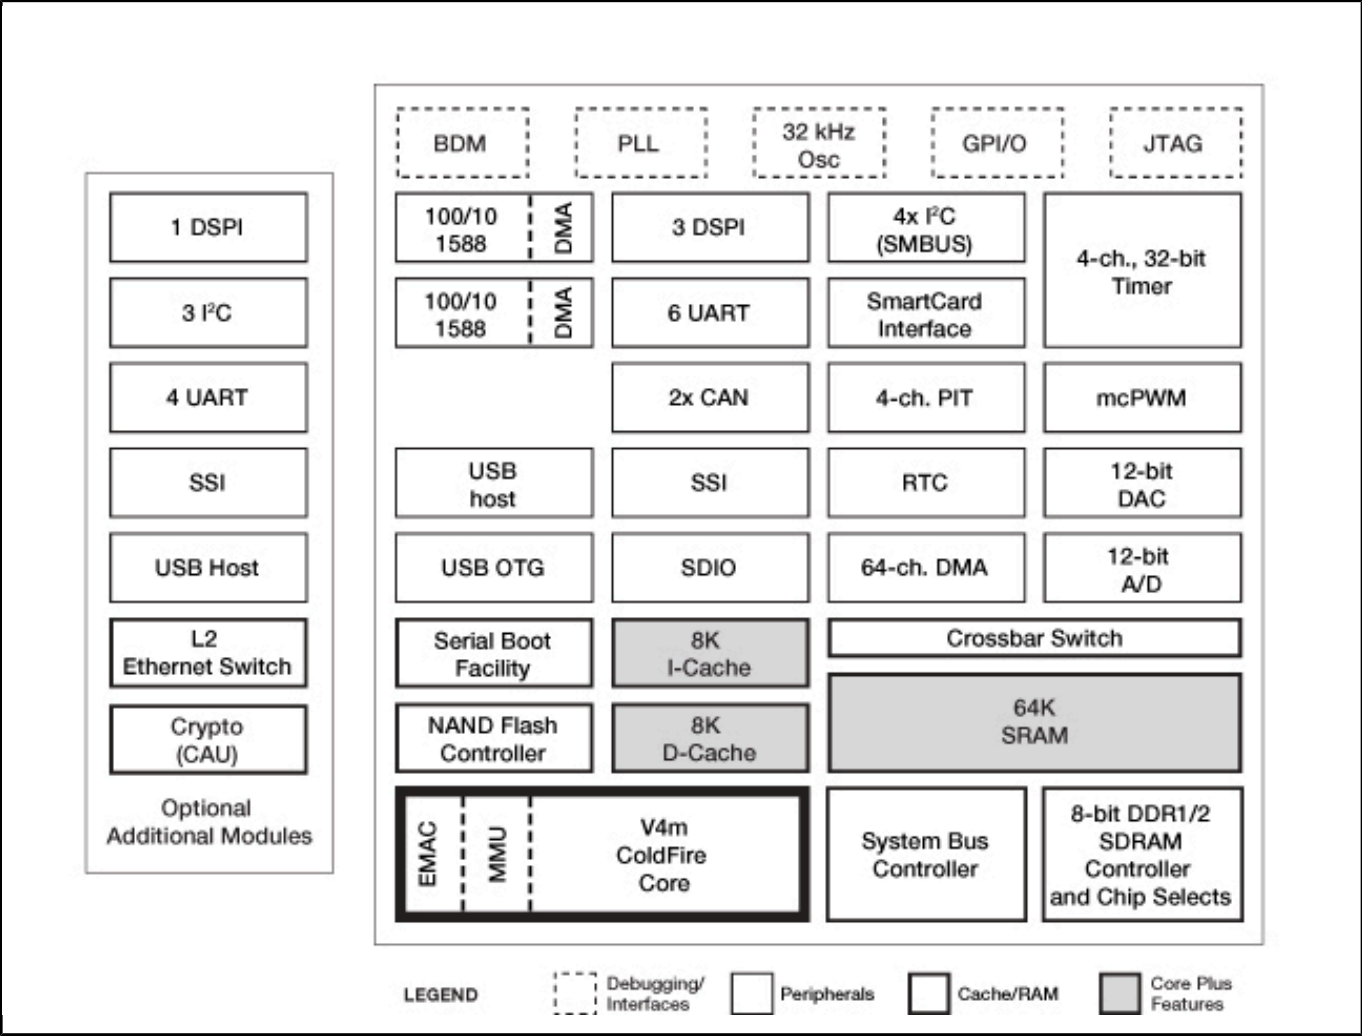 BDM
PLL
32 kHz
Osc
GPI/O
JTAG
1 DSPI
3 I²C
4 UART
SSI
USB Host
L2
Ethernet Switch
Crypto
(CAU)
Optional
Additional Modules
100/10
1588
DMA
3 DSPI
4x I²C
(SMBUS)
4-ch., 32-bit
Timer
100/10
1588
DMA
6 UART
SmartCard
Interface
2x CAN
4-ch. PIT
mcPWM
USB
host
SSI
RTC
12-bit
DAC
USB OTG
SDIO
64-ch. DMA
12-bit
A/D
Serial Boot
Facility
8K
I-Cache
Crossbar Switch
NAND Flash
Controller
8K
D-Cache
64K
SRAM
EMAC
MMU
V4m
ColdFire
Core
System Bus
Controller
8-bit DDR1/2
SDRAM
Controller
and Chip Selects
LEGEND
Debugging/
Interfaces
Peripherals
Cache/RAM
Core Plus
Features